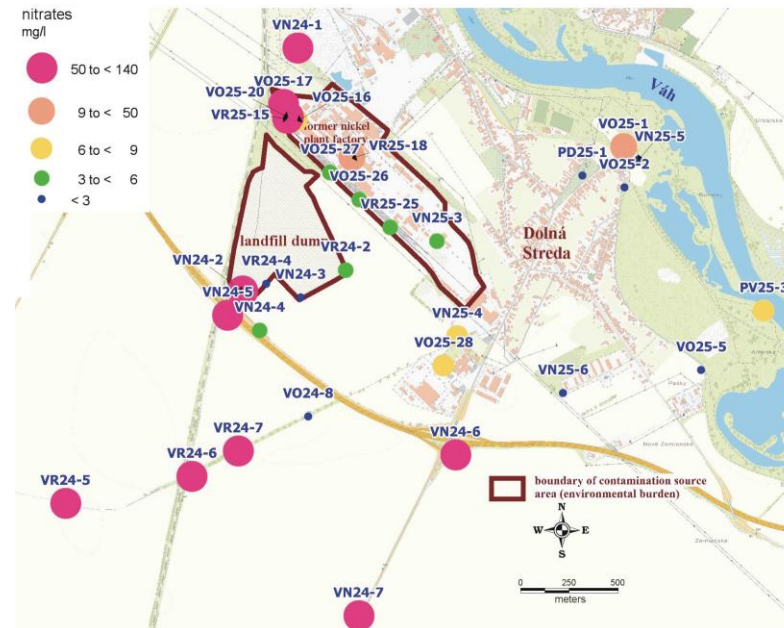 nitrates
mg/l
50 to < 140
9 to < 50
6 to < 9
3 to < 6
< 3
VN24-1
VO25-17
VO25-20
VO25-16
VR25-15
former nickel
plant factory
VR25-18
VO25-27
VO25-26
VR25-25
VN25-3
VO25-1
VN25-5
PD25-1
VO25-2
Váh
Dolná
Streda
landfill dum
VR24-2
VN24-2
VR24-4
VN24-3
VN24-5
VN24-4
VN25-4
VO25-28
PV25-3
VN25-6
VO25-5
VO24-8
VR24-7
VR24-6
VN24-6
VR24-5
VN24-7
Nové Zemianske
Zemianske
boundary of contamination source
area (environmental burden)
N
W E
S
0 250 500
meters